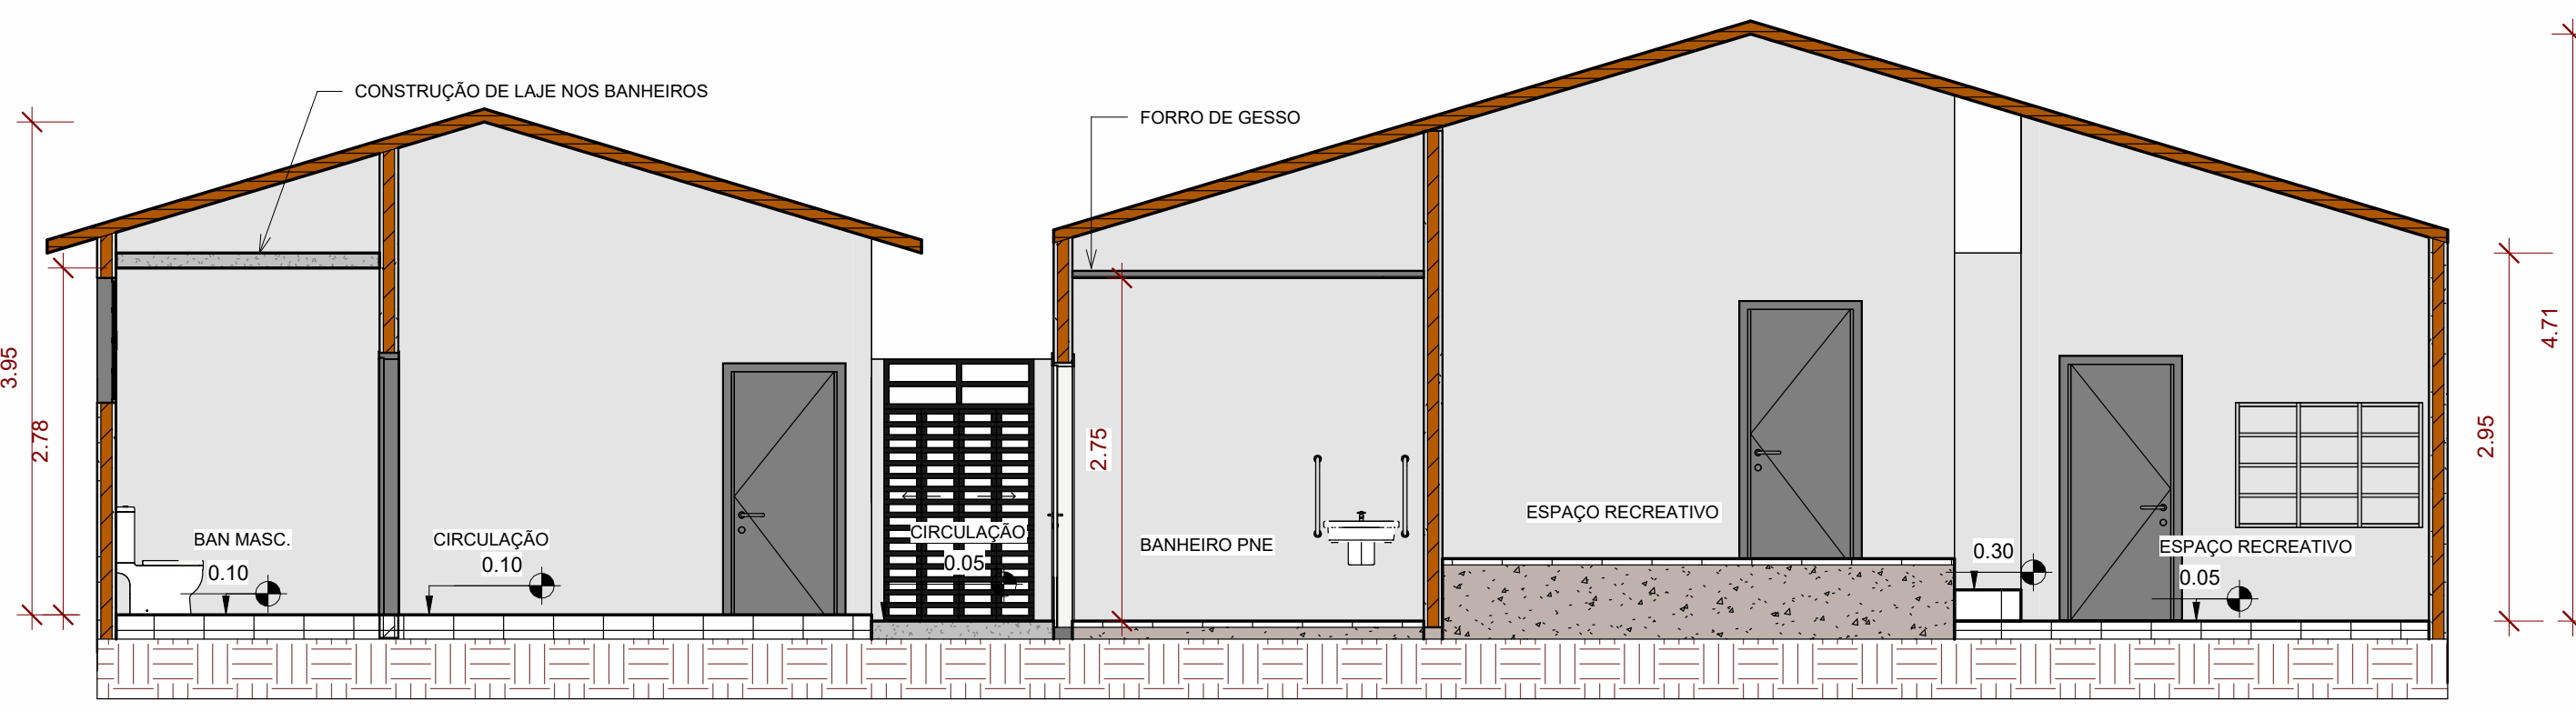 CONSTRUÇÃO DE LAJE NOS BANHEIROS
FORRO DE GESSO
3.95
2.78
BAN MASC.
0.10
CIRCULAÇÃO
0.10
CIRCULAÇÃO
0.05
2.75
BANHEIRO PNE
ESPAÇO RECREATIVO
0.30
ESPAÇO RECREATIVO
0.05
2.95
4.71